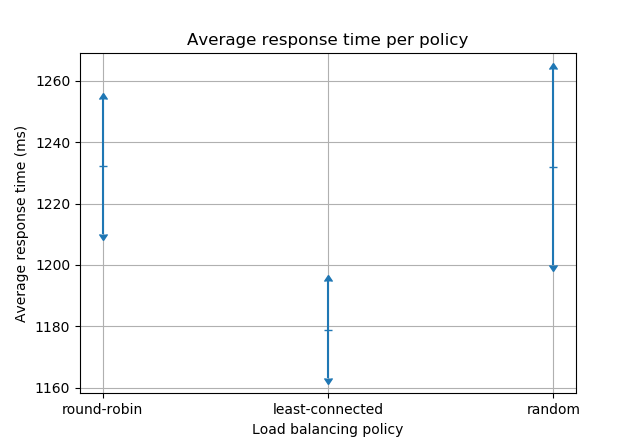 Average response time per policy
Average response time (ms)
1260
1240
1220
1200
1180
1160
round-robin
least-connected
random
Load balancing policy